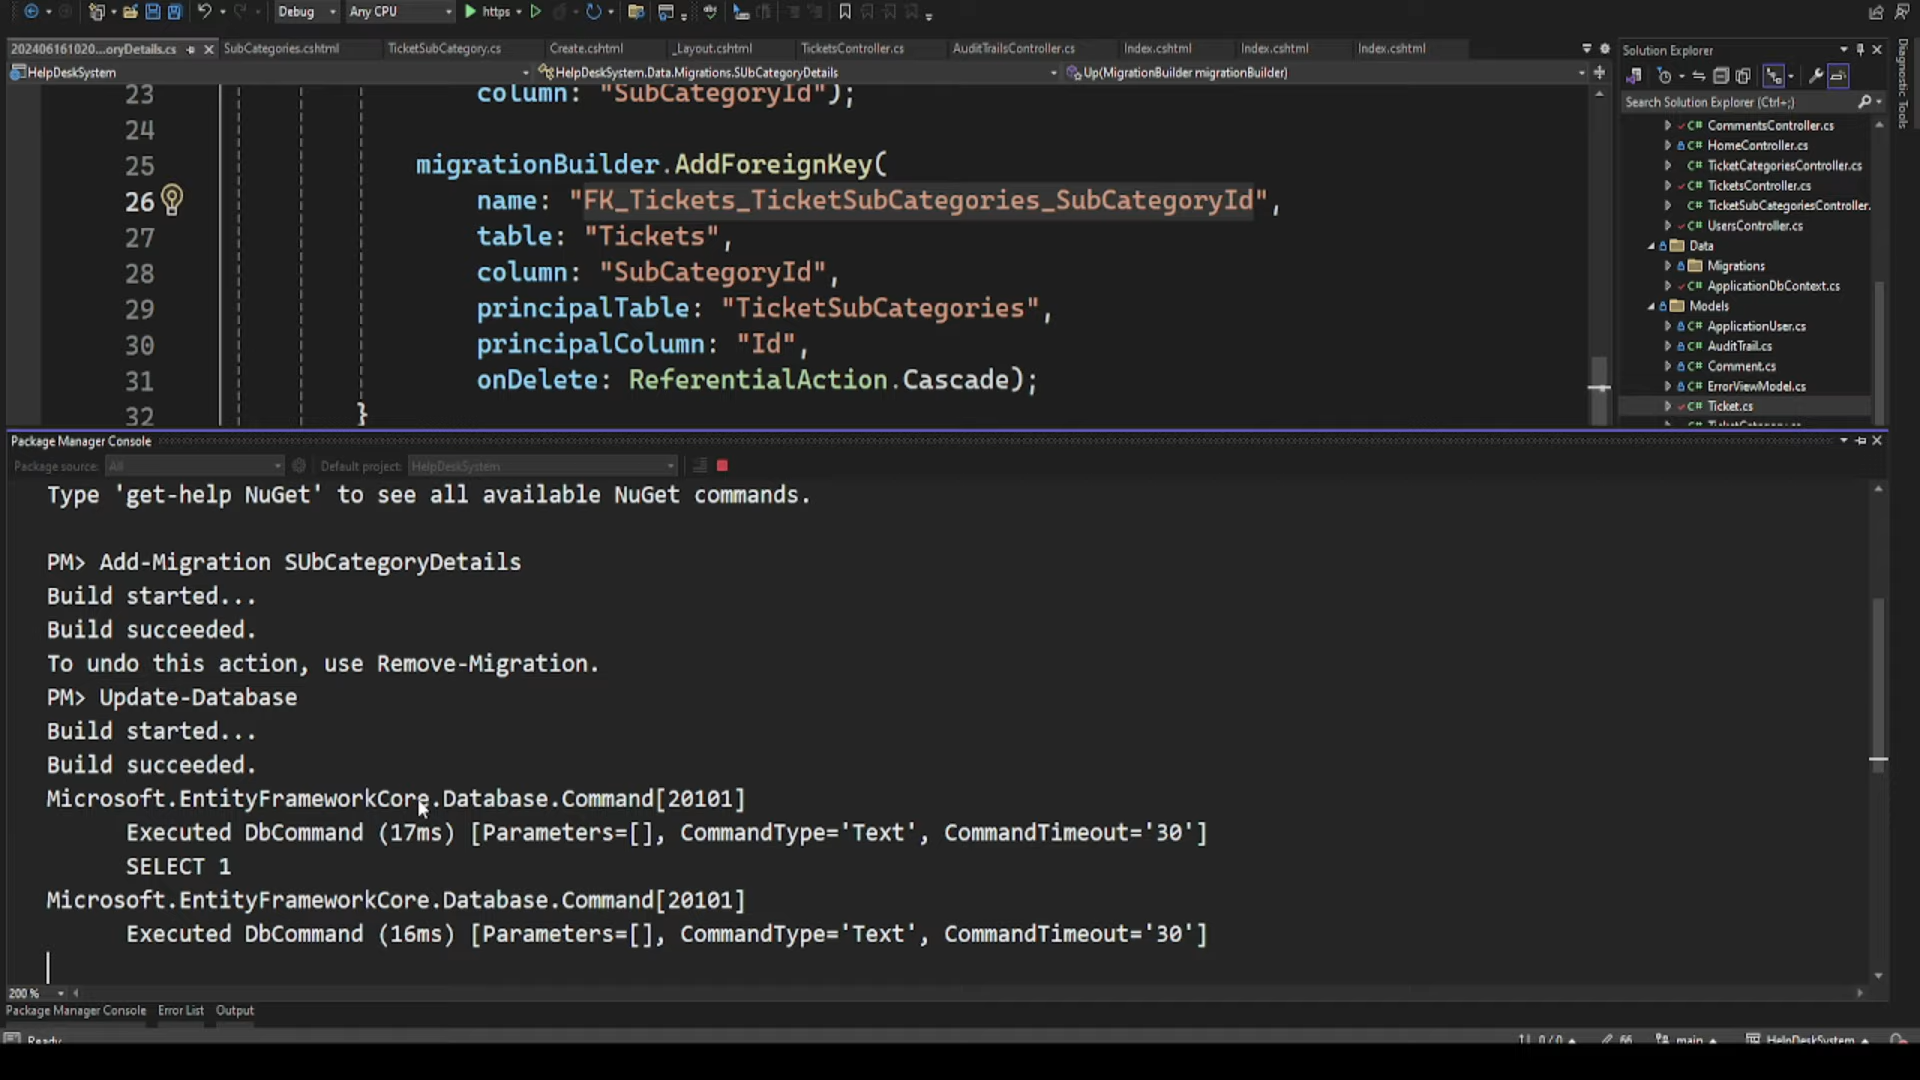 Debug
Any CPU
https
202406161020...oryDetails.cs
SubCategories.cshtml
TicketSubCategory.cs
Create.cshtml
_Layout.cshtml
TicketsController.cs
AuditTrailsController.cs
Index.cshtml
Index.cshtml
Index.cshtml
HelpDeskSystem
HelpDeskSystem.Data.Migrations.SUbCategoryDetails
Up(MigrationBuilder migrationBuilder)
23 column: "SubCategoryId");
24
25 migrationBuilder.AddForeignKey(
26 name: "FK_Tickets_TicketSubCategories_SubCategoryId",
27 table: "Tickets",
28 column: "SubCategoryId",
29 principalTable: "TicketSubCategories",
30 principalColumn: "Id",
31 onDelete: ReferentialAction.Cascade);
32 }
Solution Explorer
Search Solution Explorer (Ctrl+;)
C# CommentsController.cs
C# HomeController.cs
C# TicketCategoriesController.cs
C# TicketsController.cs
C# TicketSubCategoriesController.
C# UsersController.cs
Data
Migrations
C# ApplicationDbContext.cs
Models
C# ApplicationUser.cs
C# AuditTrail.cs
C# Comment.cs
C# ErrorViewModel.cs
C# Ticket.cs
Diagnostic Tools
Package Manager Console
Package source: All
Default project: HelpDeskSystem
Type 'get-help NuGet' to see all available NuGet commands.
PM> Add-Migration SUbCategoryDetails
Build started...
Build succeeded.
To undo this action, use Remove-Migration.
PM> Update-Database
Build started...
Build succeeded.
Microsoft.EntityFrameworkCore.Database.Command[20101]
Executed DbCommand (17ms) [Parameters=[], CommandType='Text', CommandTimeout='30']
SELECT 1
Microsoft.EntityFrameworkCore.Database.Command[20101]
Executed DbCommand (16ms) [Parameters=[], CommandType='Text', CommandTimeout='30']
200 %
Package Manager Console
Error List
Output
Ready
0 / 0
66
main
HelpDeskSystem